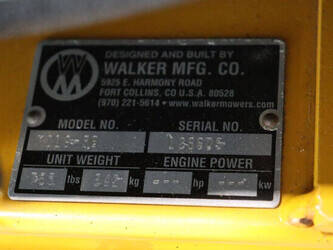 DESIGNED AND BUILT BY
WALKER MFG. CO.
5925 E. HARMONY ROAD
FORT COLLINS, CO U.S.A. 80528
(970) 221-5614 • www.walkermowers.com
MODEL NO. SERIAL NO.
UNIT WEIGHT ENGINE POWER
lbs kg hp kw